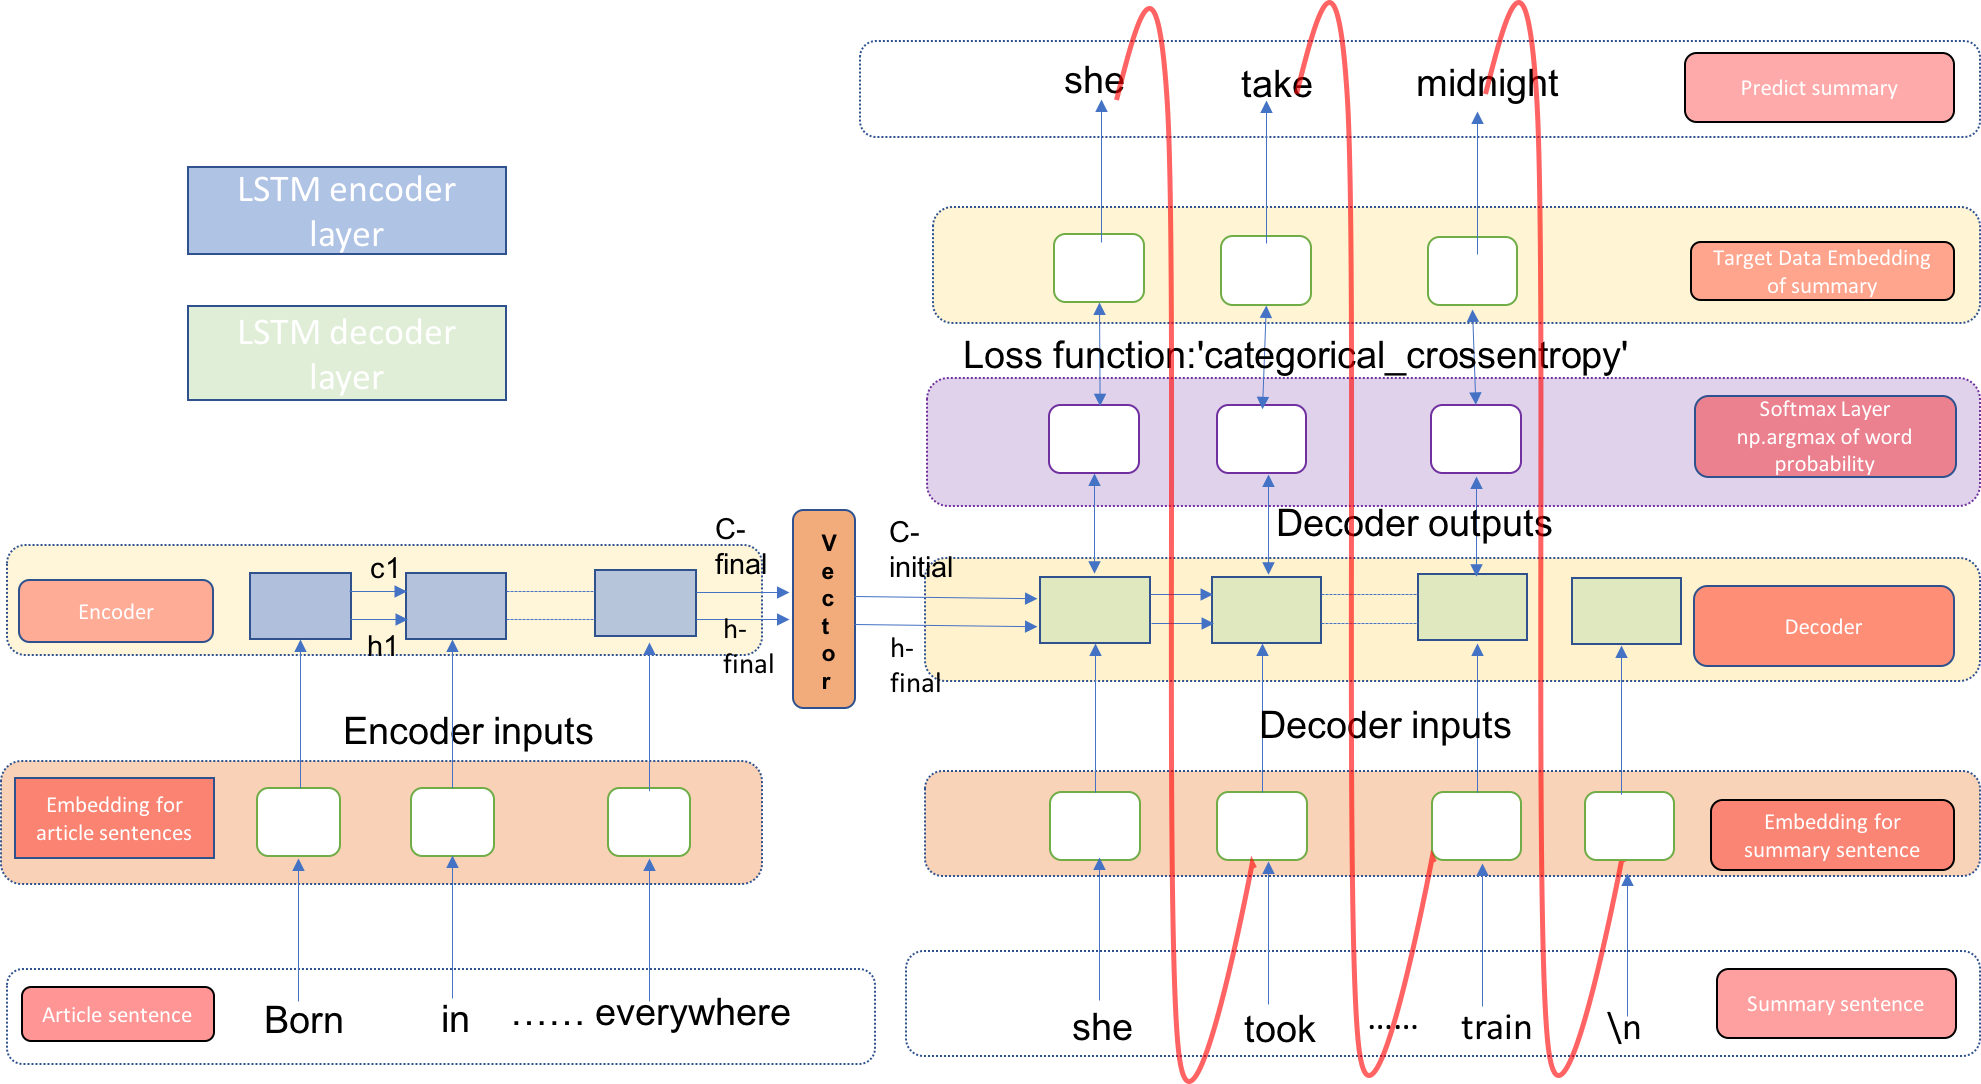 she take midnight
Predict summary
LSTM encoder
layer
Target Data Embedding
of summary
LSTM decoder
layer
Loss function:'categorical_crossentropy'
Softmax Layer
np.argmax of word
probability
Decoder outputs
C-
final
V
e
c
t
o
r
C-
initial
Encoder
c1
h1
h-
final
h-
final
Decoder
Encoder inputs
Decoder inputs
Embedding for
article sentences
Embedding for
summary sentence
Article sentence
Born in ...... everywhere
she took ...... train \n
Summary sentence